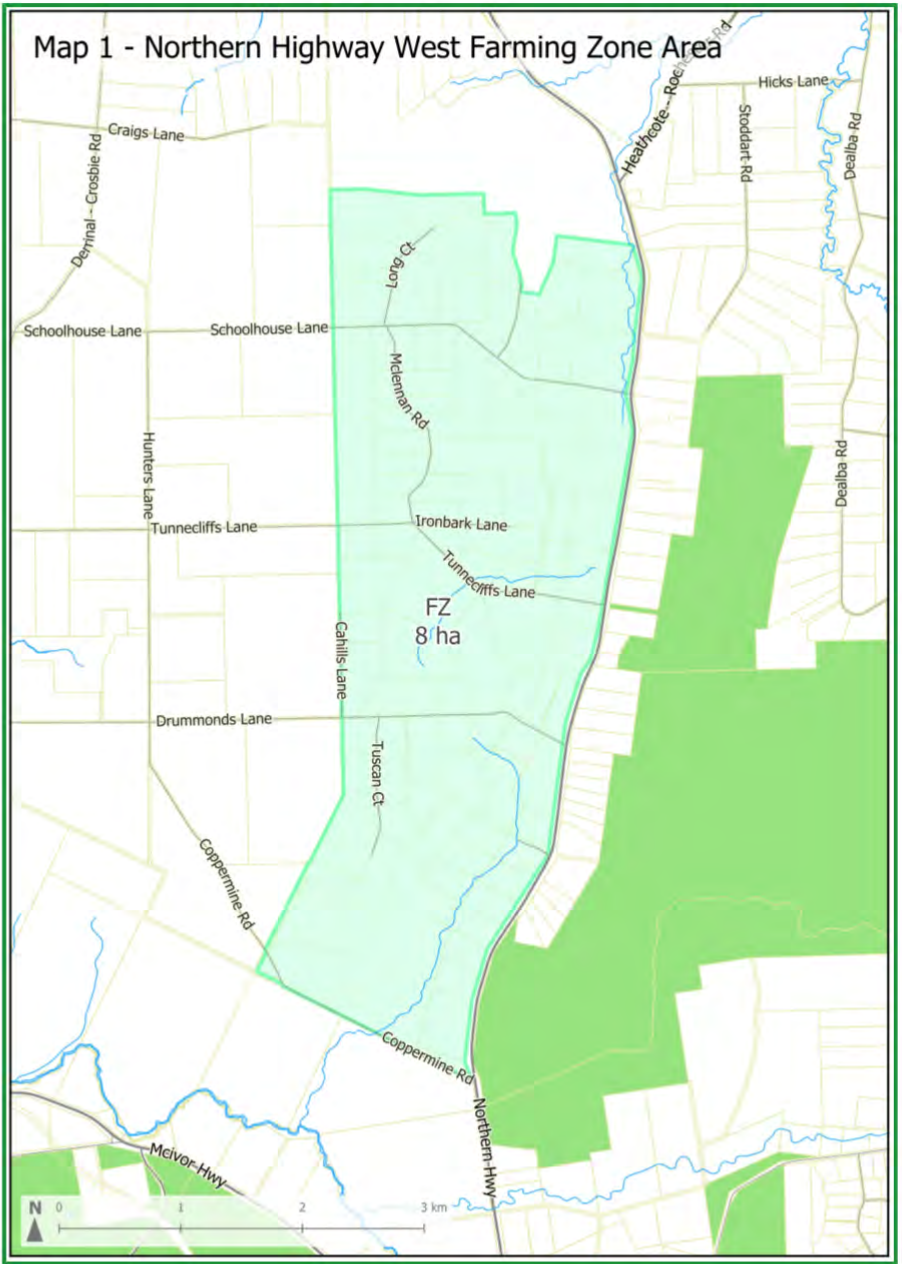 Map 1 - Northern Highway West Farming Zone Area
Heathcote - Rochester Rd
Hicks Lane
Craigs Lane
Stoddart Rd
Dealba Rd
Derrinal - Crosbie Rd
Long Ct
Schoolhouse Lane
Schoolhouse Lane
Mclennan Rd
Hunters Lane
Dealba Rd
Tunnecliffs Lane
Ironbark Lane
Tunnecliffs Lane
FZ
8 ha
Cahills Lane
Drummonds Lane
Tuscan Ct
Coppermine Rd
Coppermine Rd
Northern Hwy
Mcivor Hwy
N
0 1 2 3 km